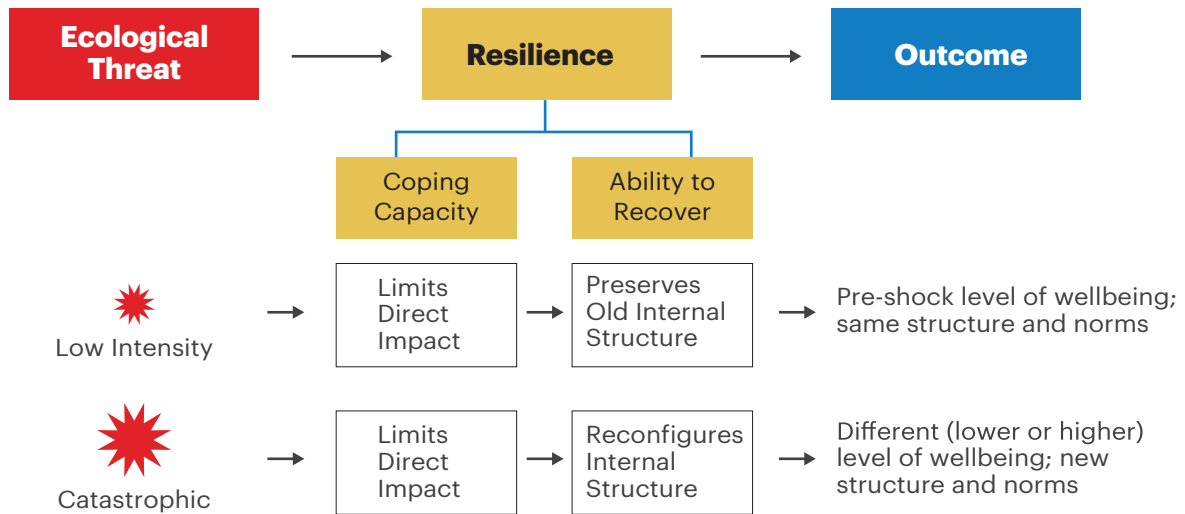 Ecological
Threat
Resilience
Outcome
Coping
Capacity
Ability to
Recover
Low Intensity
Limits
Direct
Impact
Preserves
Old Internal
Structure
Pre-shock level of wellbeing;
same structure and norms
Catastrophic
Limits
Direct
Impact
Reconfigures
Internal
Structure
Different (lower or higher)
level of wellbeing; new
structure and norms